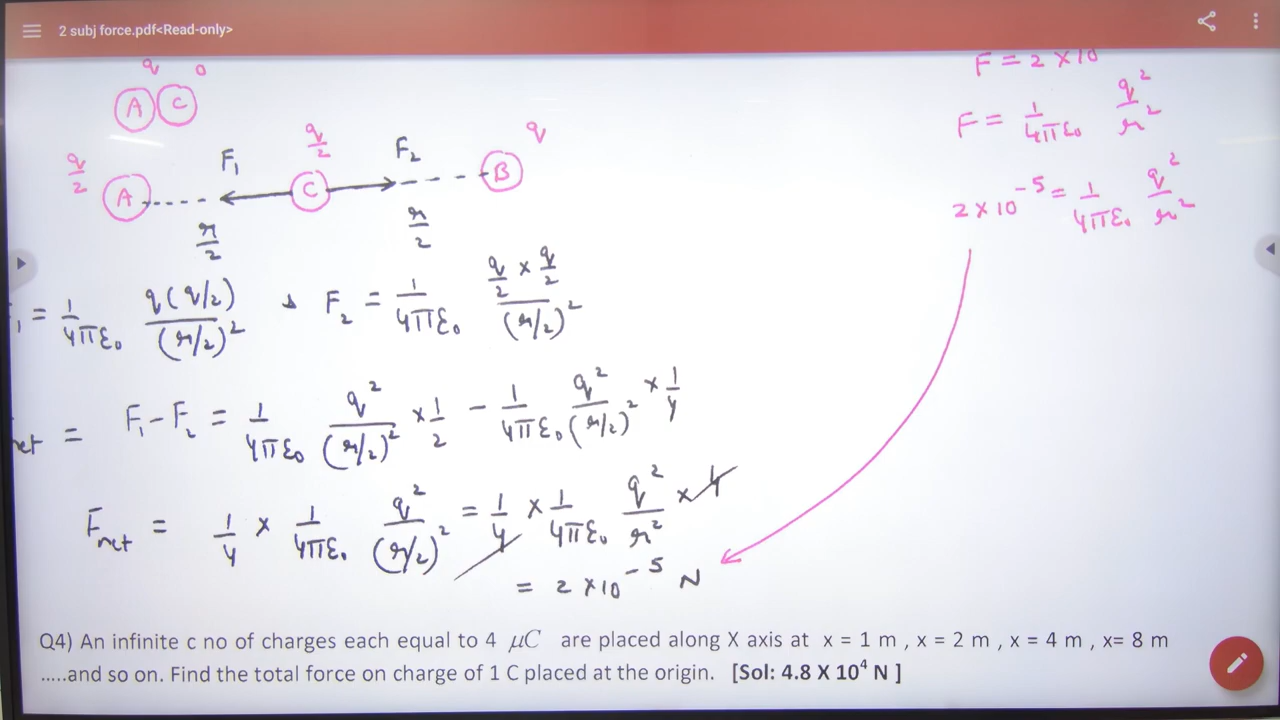 2 subj force.pdf<Read-only>
q 0
A C
F = 2 × 10
F = 1/4πε₀ q²/r²
q/2 F₁ q/2 F₂ q
A C B
r/2 r/2
2 × 10⁻⁵ = 1/4πε₀ q²/r²
₁ = 1/4πε₀ q(q/2)/(r/2)² & F₂ = 1/4πε₀ q/2 × q/2/(r/2)²
net = F₁ − F₂ = 1/4πε₀ q²/(r/2)² × 1/2 − 1/4πε₀ q²/(r/2)² × 1/4
Fnet = 1/4 × 1/4πε₀ q²/(r/2)² = 1/4 × 1/4πε₀ q²/r² × 4
= 2 × 10⁻⁵ N
Q4) An infinite c no of charges each equal to 4 μC are placed along X axis at x = 1 m , x = 2 m , x = 4 m , x= 8 m
.....and so on. Find the total force on charge of 1 C placed at the origin. [Sol: 4.8 X 10⁴ N ]